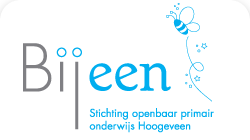 Bijeen
Stichting openbaar primair
onderwijs Hoogeveen